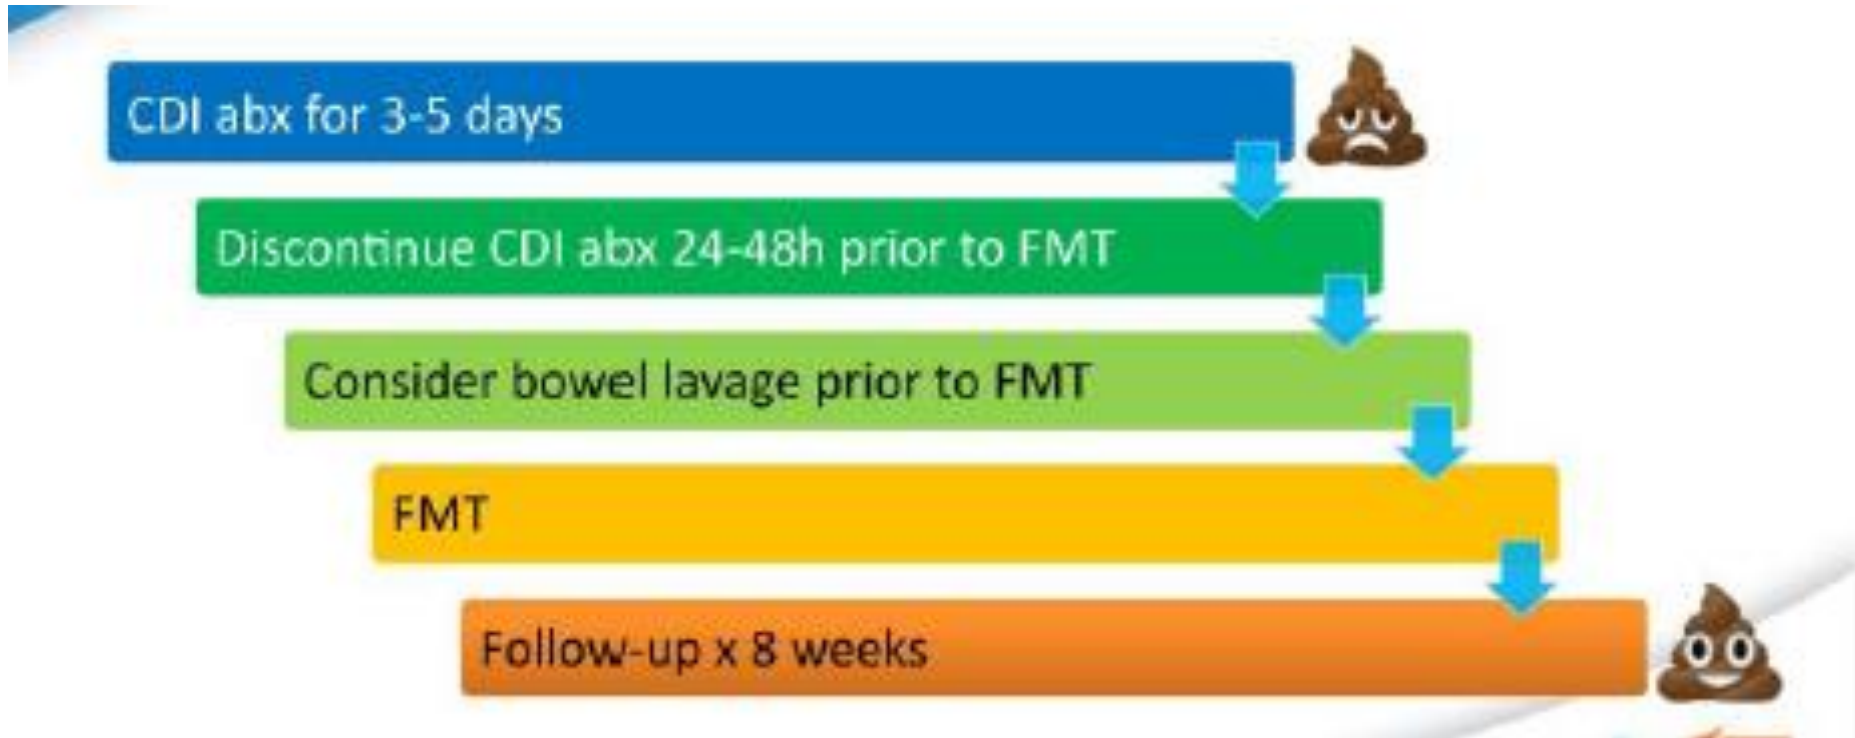 CDI abx for 3-5 days
Discontinue CDI abx 24-48h prior to FMT
Consider bowel lavage prior to FMT
FMT
Follow-up x 8 weeks